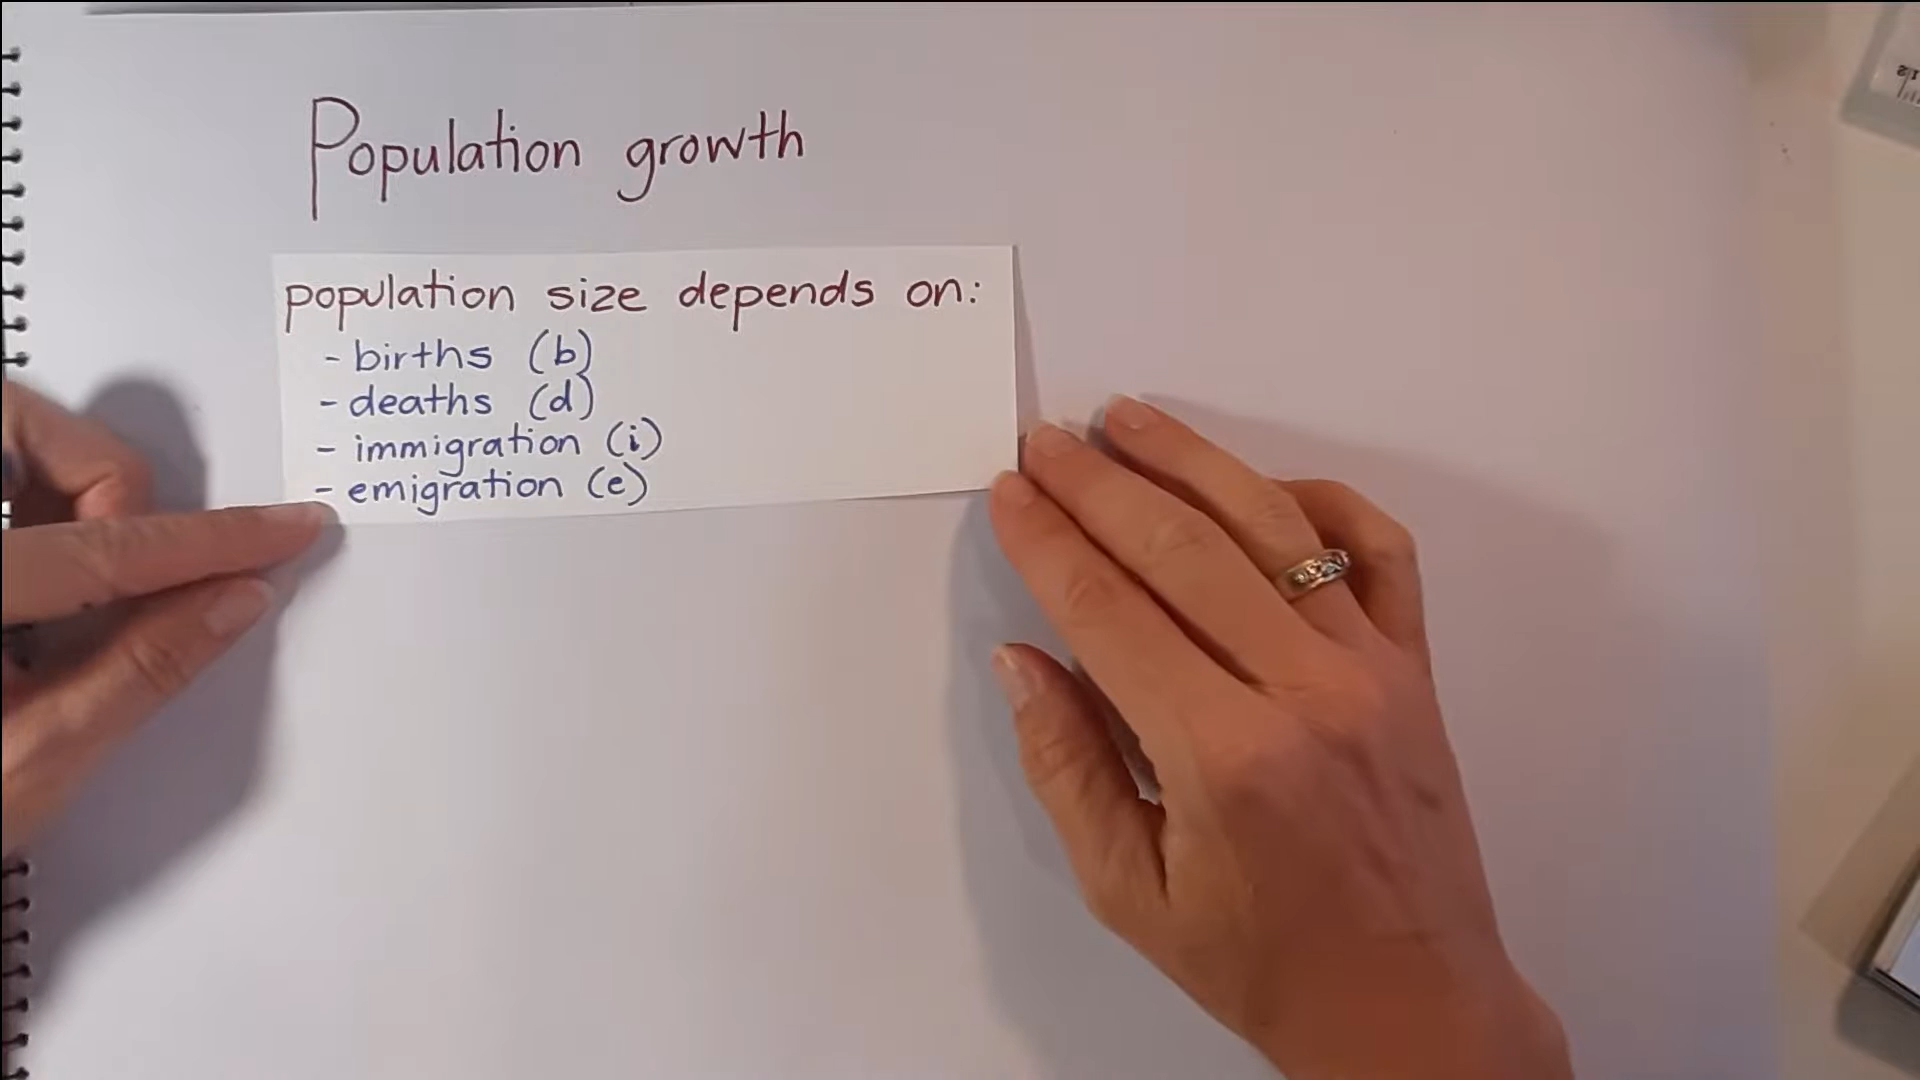 Population growth
population size depends on:
- births (b)
- deaths (d)
- immigration (i)
- emigration (e)